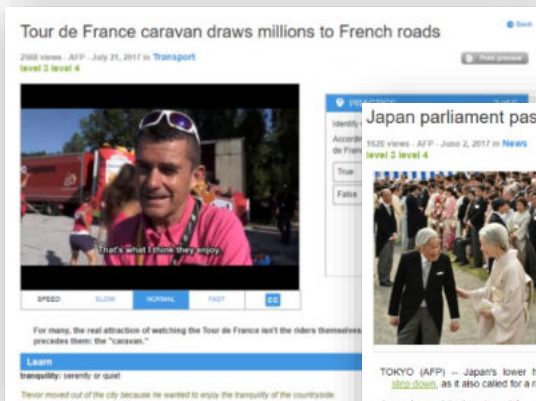 Tour de France caravan draws millions to French roads
Back
2568 views - AFP - July 21, 2017 in Transport
level 3 level 4
Print preview
That's what I think they enjoy.
SPEED SLOW NORMAL FAST CC
For many, the real attraction of watching the Tour de France isn't the riders themselves
precedes them: the "caravan."
Learn
tranquility: serenity or quiet
Trevor moved out of the city because he wanted to enjoy the tranquility of the countryside.
PRACTICE
Identify
de
True
False
Japan parliament pas
1628 views - AFP - June 2, 2017 in News
level 3 level 4
TOKYO (AFP) -- Japan's lower h
step down, as it also called for a r